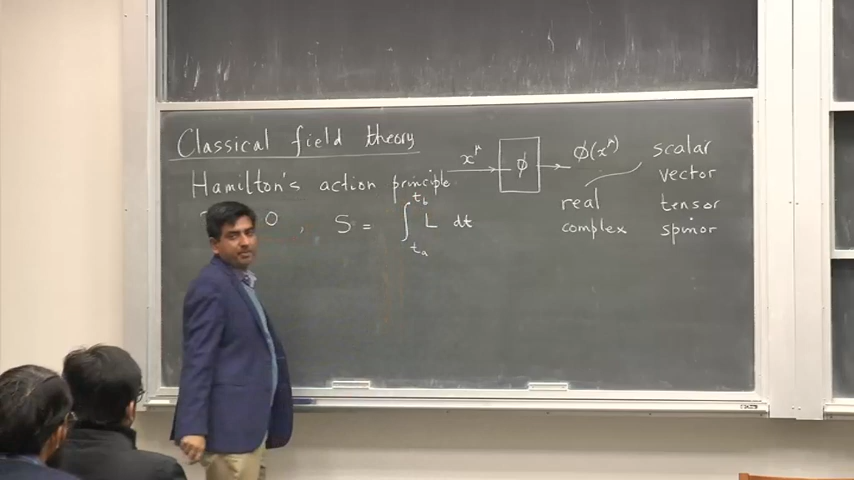 Classical field theory
Hamilton's action principle
0 , S = ∫ L dt
t_b
t_a
x^μ → ϕ → ϕ(x^μ)
real
complex
scalar
vector
tensor
spinor